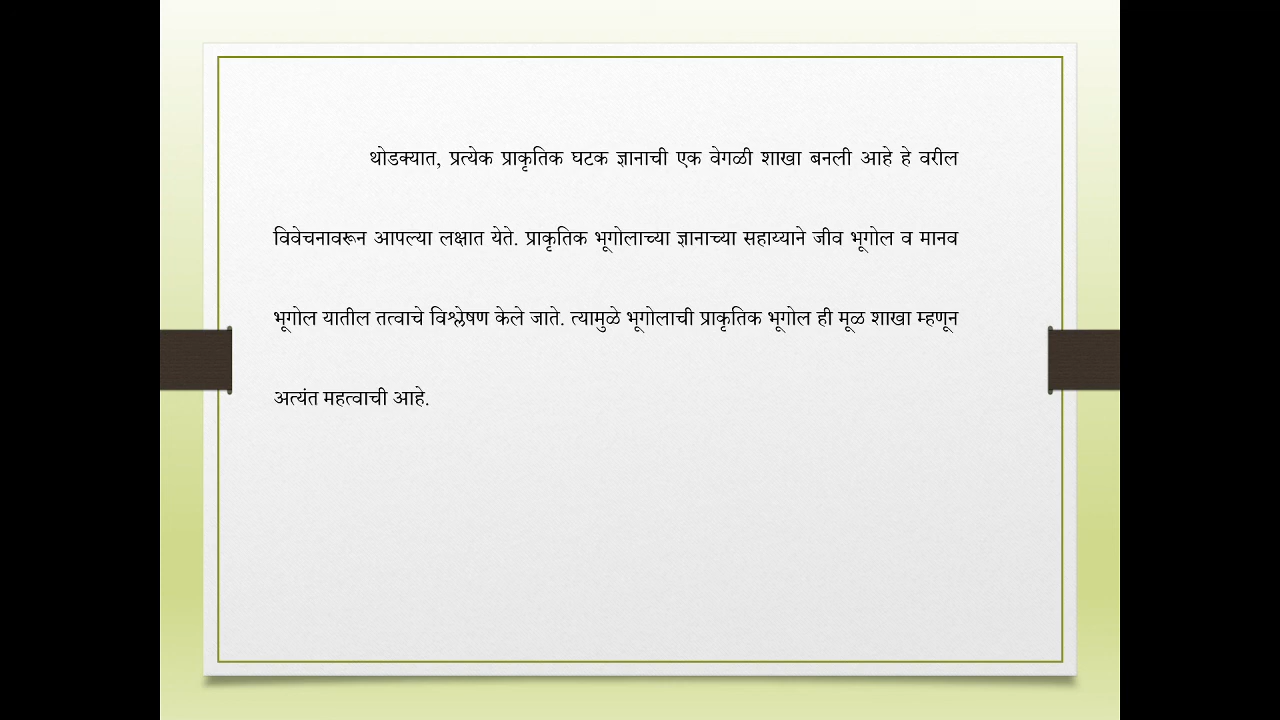 थोडक्यात, प्रत्येक प्राकृतिक घटक ज्ञानाची एक वेगळी शाखा बनली आहे हे वरील
विवेचनावरून आपल्या लक्षात येते. प्राकृतिक भूगोलाच्या ज्ञानाच्या सहाय्याने जीव भूगोल व मानव
भूगोल यातील तत्वाचे विश्लेषण केले जाते. त्यामुळे भूगोलाची प्राकृतिक भूगोल ही मूळ शाखा म्हणून
अत्यंत महत्वाची आहे.